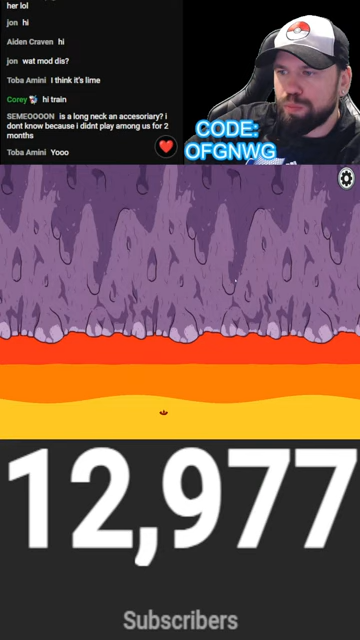 her lol
jon hi
Aiden Craven hi
jon wat mod dis?
Toba Amini I think it's lime
Corey hi train
SEMEOOOON is a long neck an accesoriary? i
dont know because i didnt play among us for 2
months
Toba Amini Yooo
CODE:
OFGNWG
12,977
Subscribers